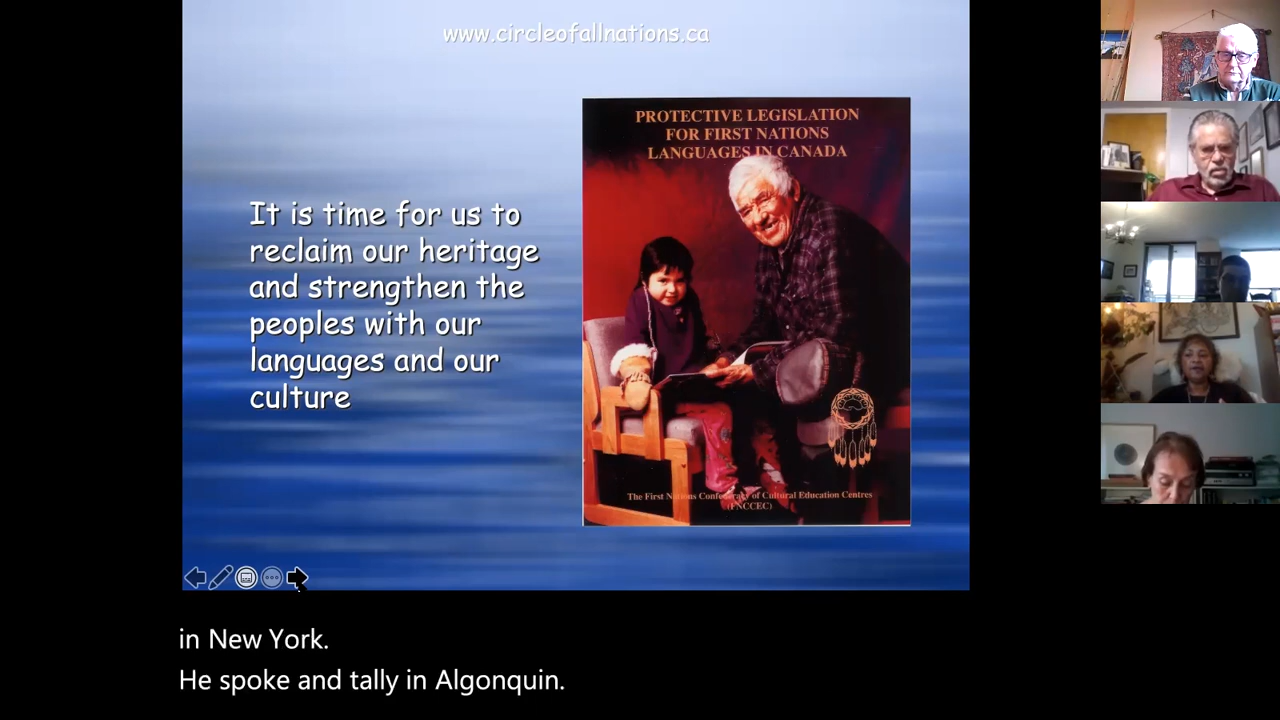 www.circleofallnations.ca
PROTECTIVE LEGISLATION
FOR FIRST NATIONS
LANGUAGES IN CANADA
It is time for us to
reclaim our heritage
and strengthen the
peoples with our
languages and our
culture
The First Nations Confederacy of Cultural Education Centres
(FNCCEC)
in New York.
He spoke and tally in Algonquin.